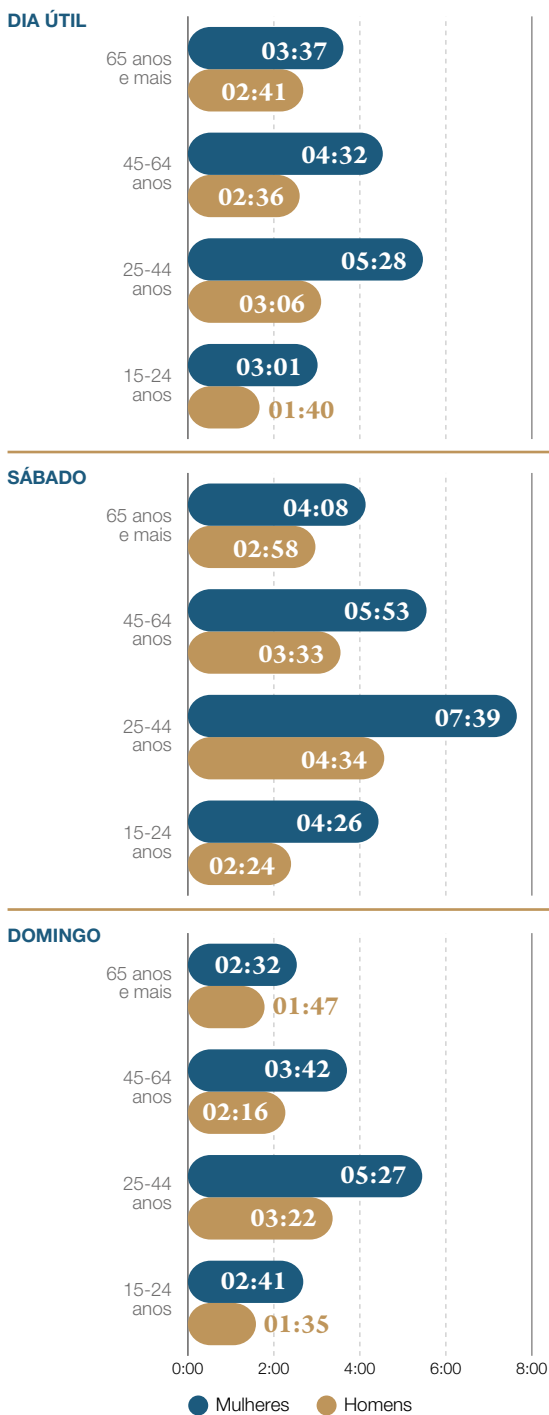 DIA ÚTIL
65 anos
e mais
03:37
02:41
45-64
anos
04:32
02:36
25-44
anos
05:28
03:06
15-24
anos
03:01
01:40
SÁBADO
65 anos
e mais
04:08
02:58
45-64
anos
05:53
03:33
25-44
anos
07:39
04:34
15-24
anos
04:26
02:24
DOMINGO
65 anos
e mais
02:32
01:47
45-64
anos
03:42
02:16
25-44
anos
05:27
03:22
15-24
anos
02:41
01:35
0:00 2:00 4:00 6:00 8:00
Mulheres Homens